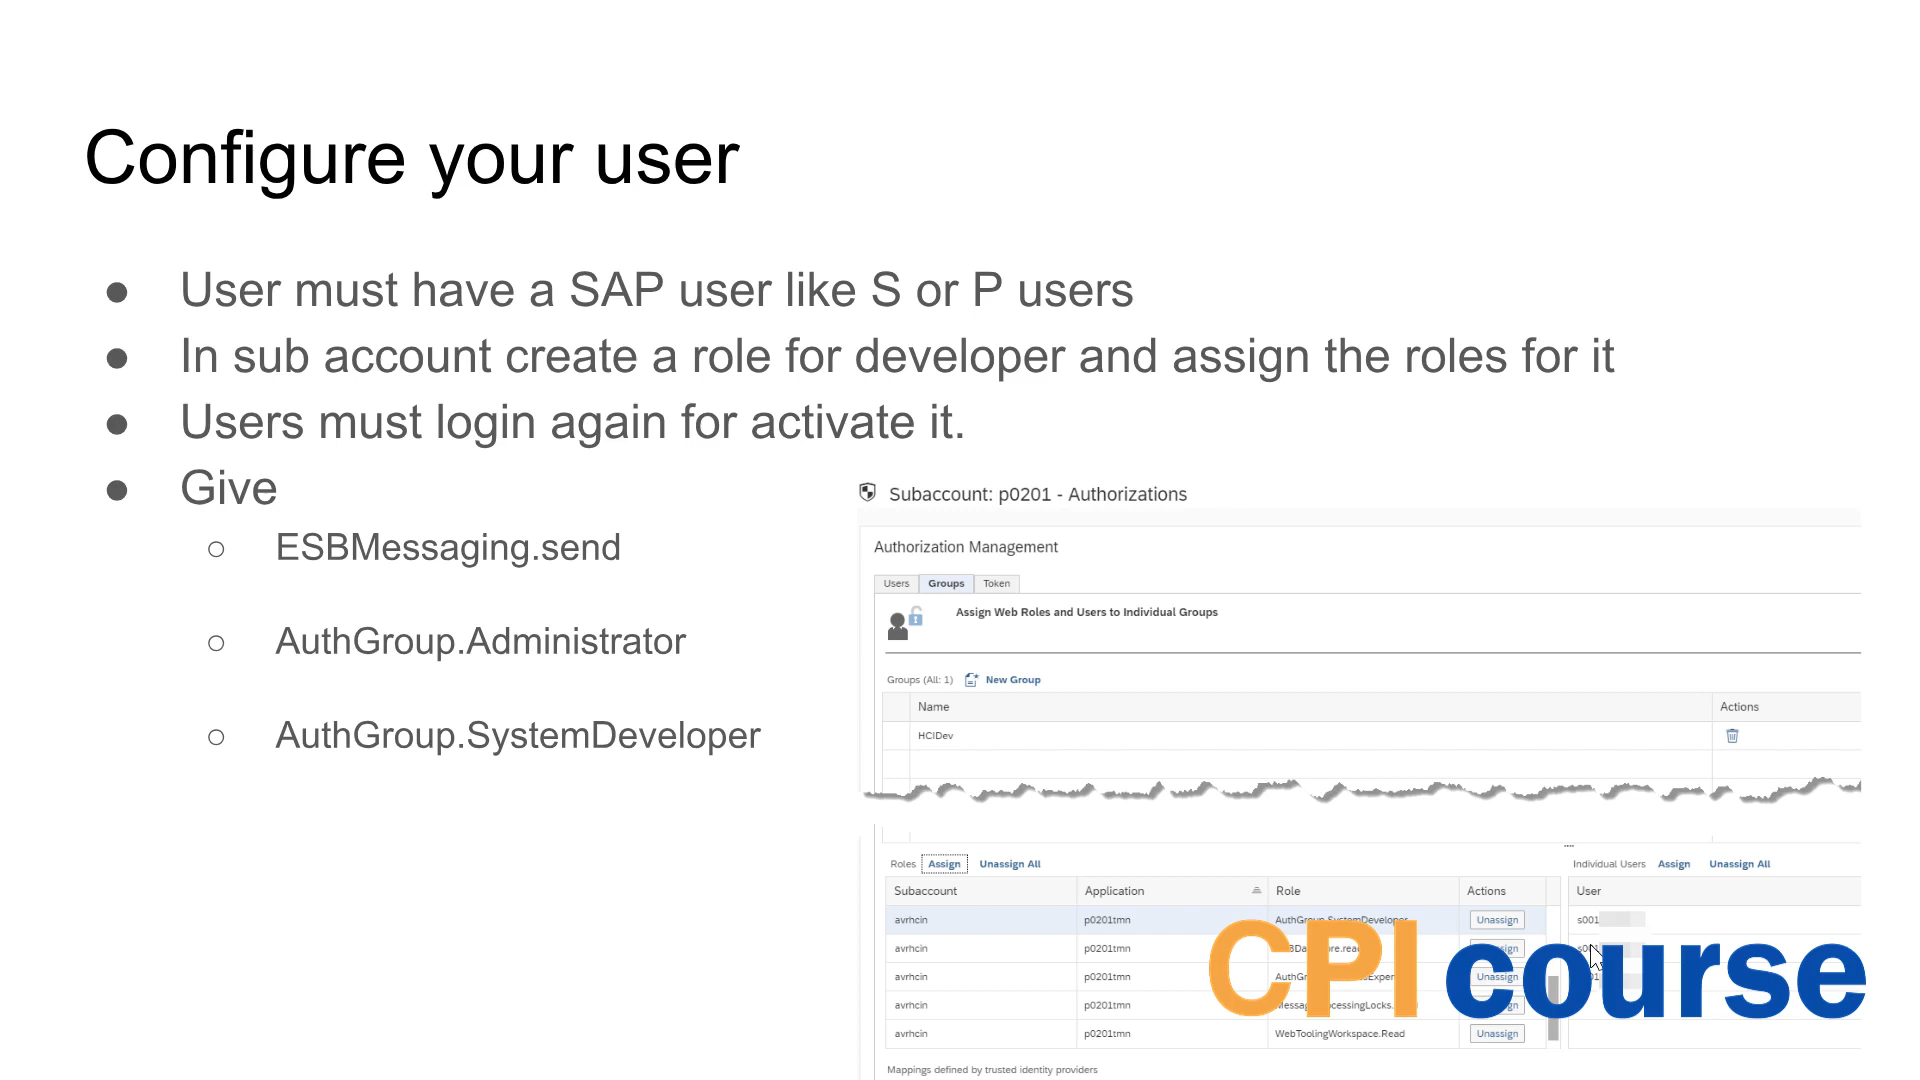 Configure your user
● User must have a SAP user like S or P users
● In sub account create a role for developer and assign the roles for it
● Users must login again for activate it.
● Give
○ ESBMessaging.send
○ AuthGroup.Administrator
○ AuthGroup.SystemDeveloper
Subaccount: p0201 - Authorizations
Authorization Management
Users Groups Token
Assign Web Roles and Users to Individual Groups
Groups (All: 1) New Group
Name Actions
HCIDev
Roles Assign Unassign All
Subaccount Application Role Actions
avrhcin p0201tmn AuthGroup.SystemDeveloper Unassign
avrhcin p0201tmn
avrhcin p0201tmn
avrhcin p0201tmn
avrhcin p0201tmn WebToolingWorkspace.Read Unassign
Individual Users Assign Unassign All
User
s001
Mappings defined by trusted identity providers
CPI course